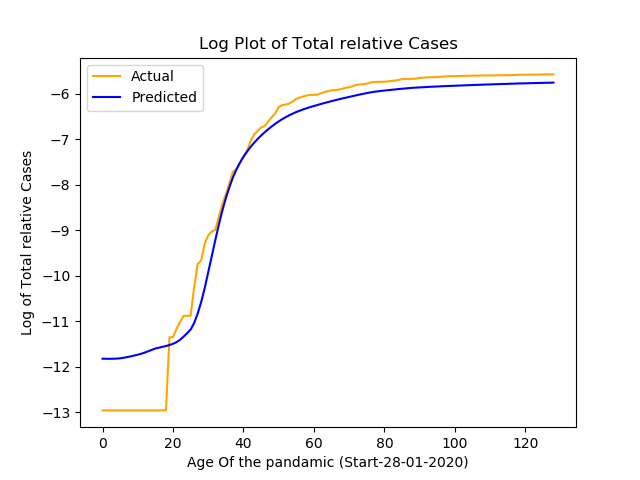 Log Plot of Total relative Cases
Actual
Predicted
−6
−7
−8
−9
−10
−11
−12
−13
Log of Total relative Cases
0 20 40 60 80 100 120
Age Of the pandamic (Start-28-01-2020)